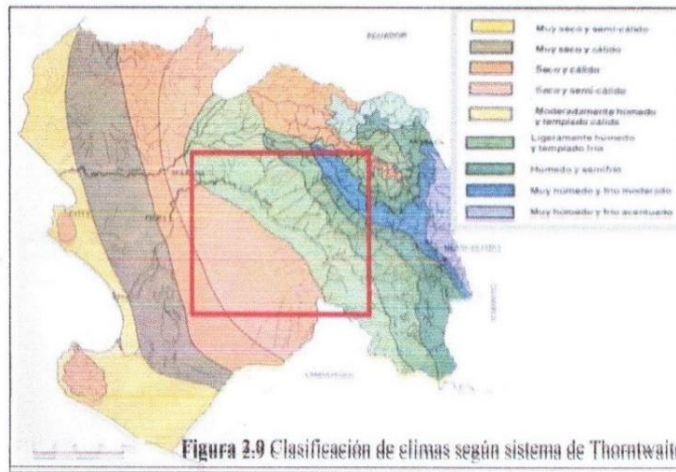 ECUADOR
Muy seco y semi-cálido
Muy seco y cálido
Seco y cálido
Seco y semi-cálido
Moderadamente húmedo
y templado cálido
Ligeramente húmedo
y templado frío
Húmedo y semifrío
Muy húmedo y frío moderado
Muy húmedo y frío acentuado
Figura 2.9 Clasificación de climas según sistema de Thorntwaite